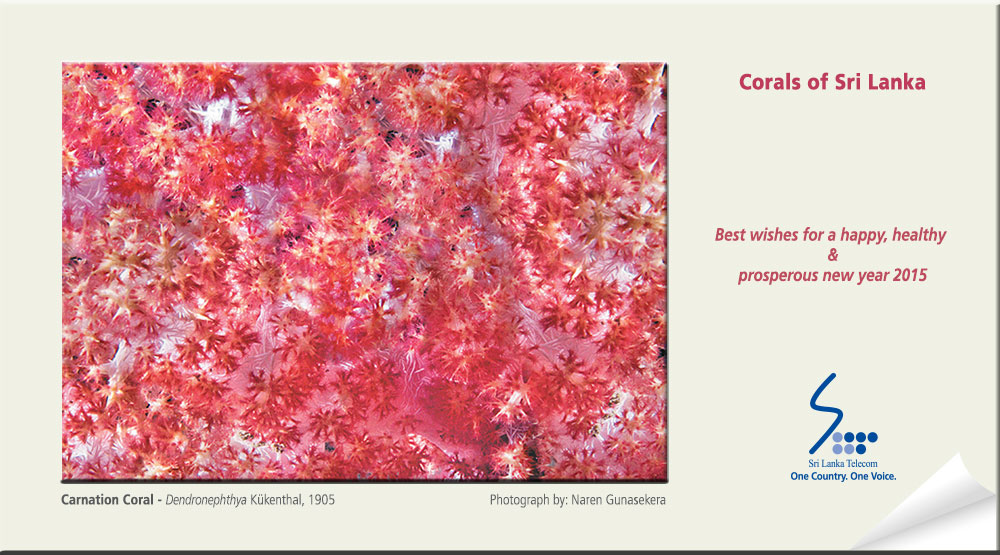 Corals of Sri Lanka
Best wishes for a happy, healthy
&
prosperous new year 2015
Sri Lanka Telecom
One Country. One Voice.
Carnation Coral - Dendronephthya Kükenthal, 1905
Photograph by: Naren Gunasekera